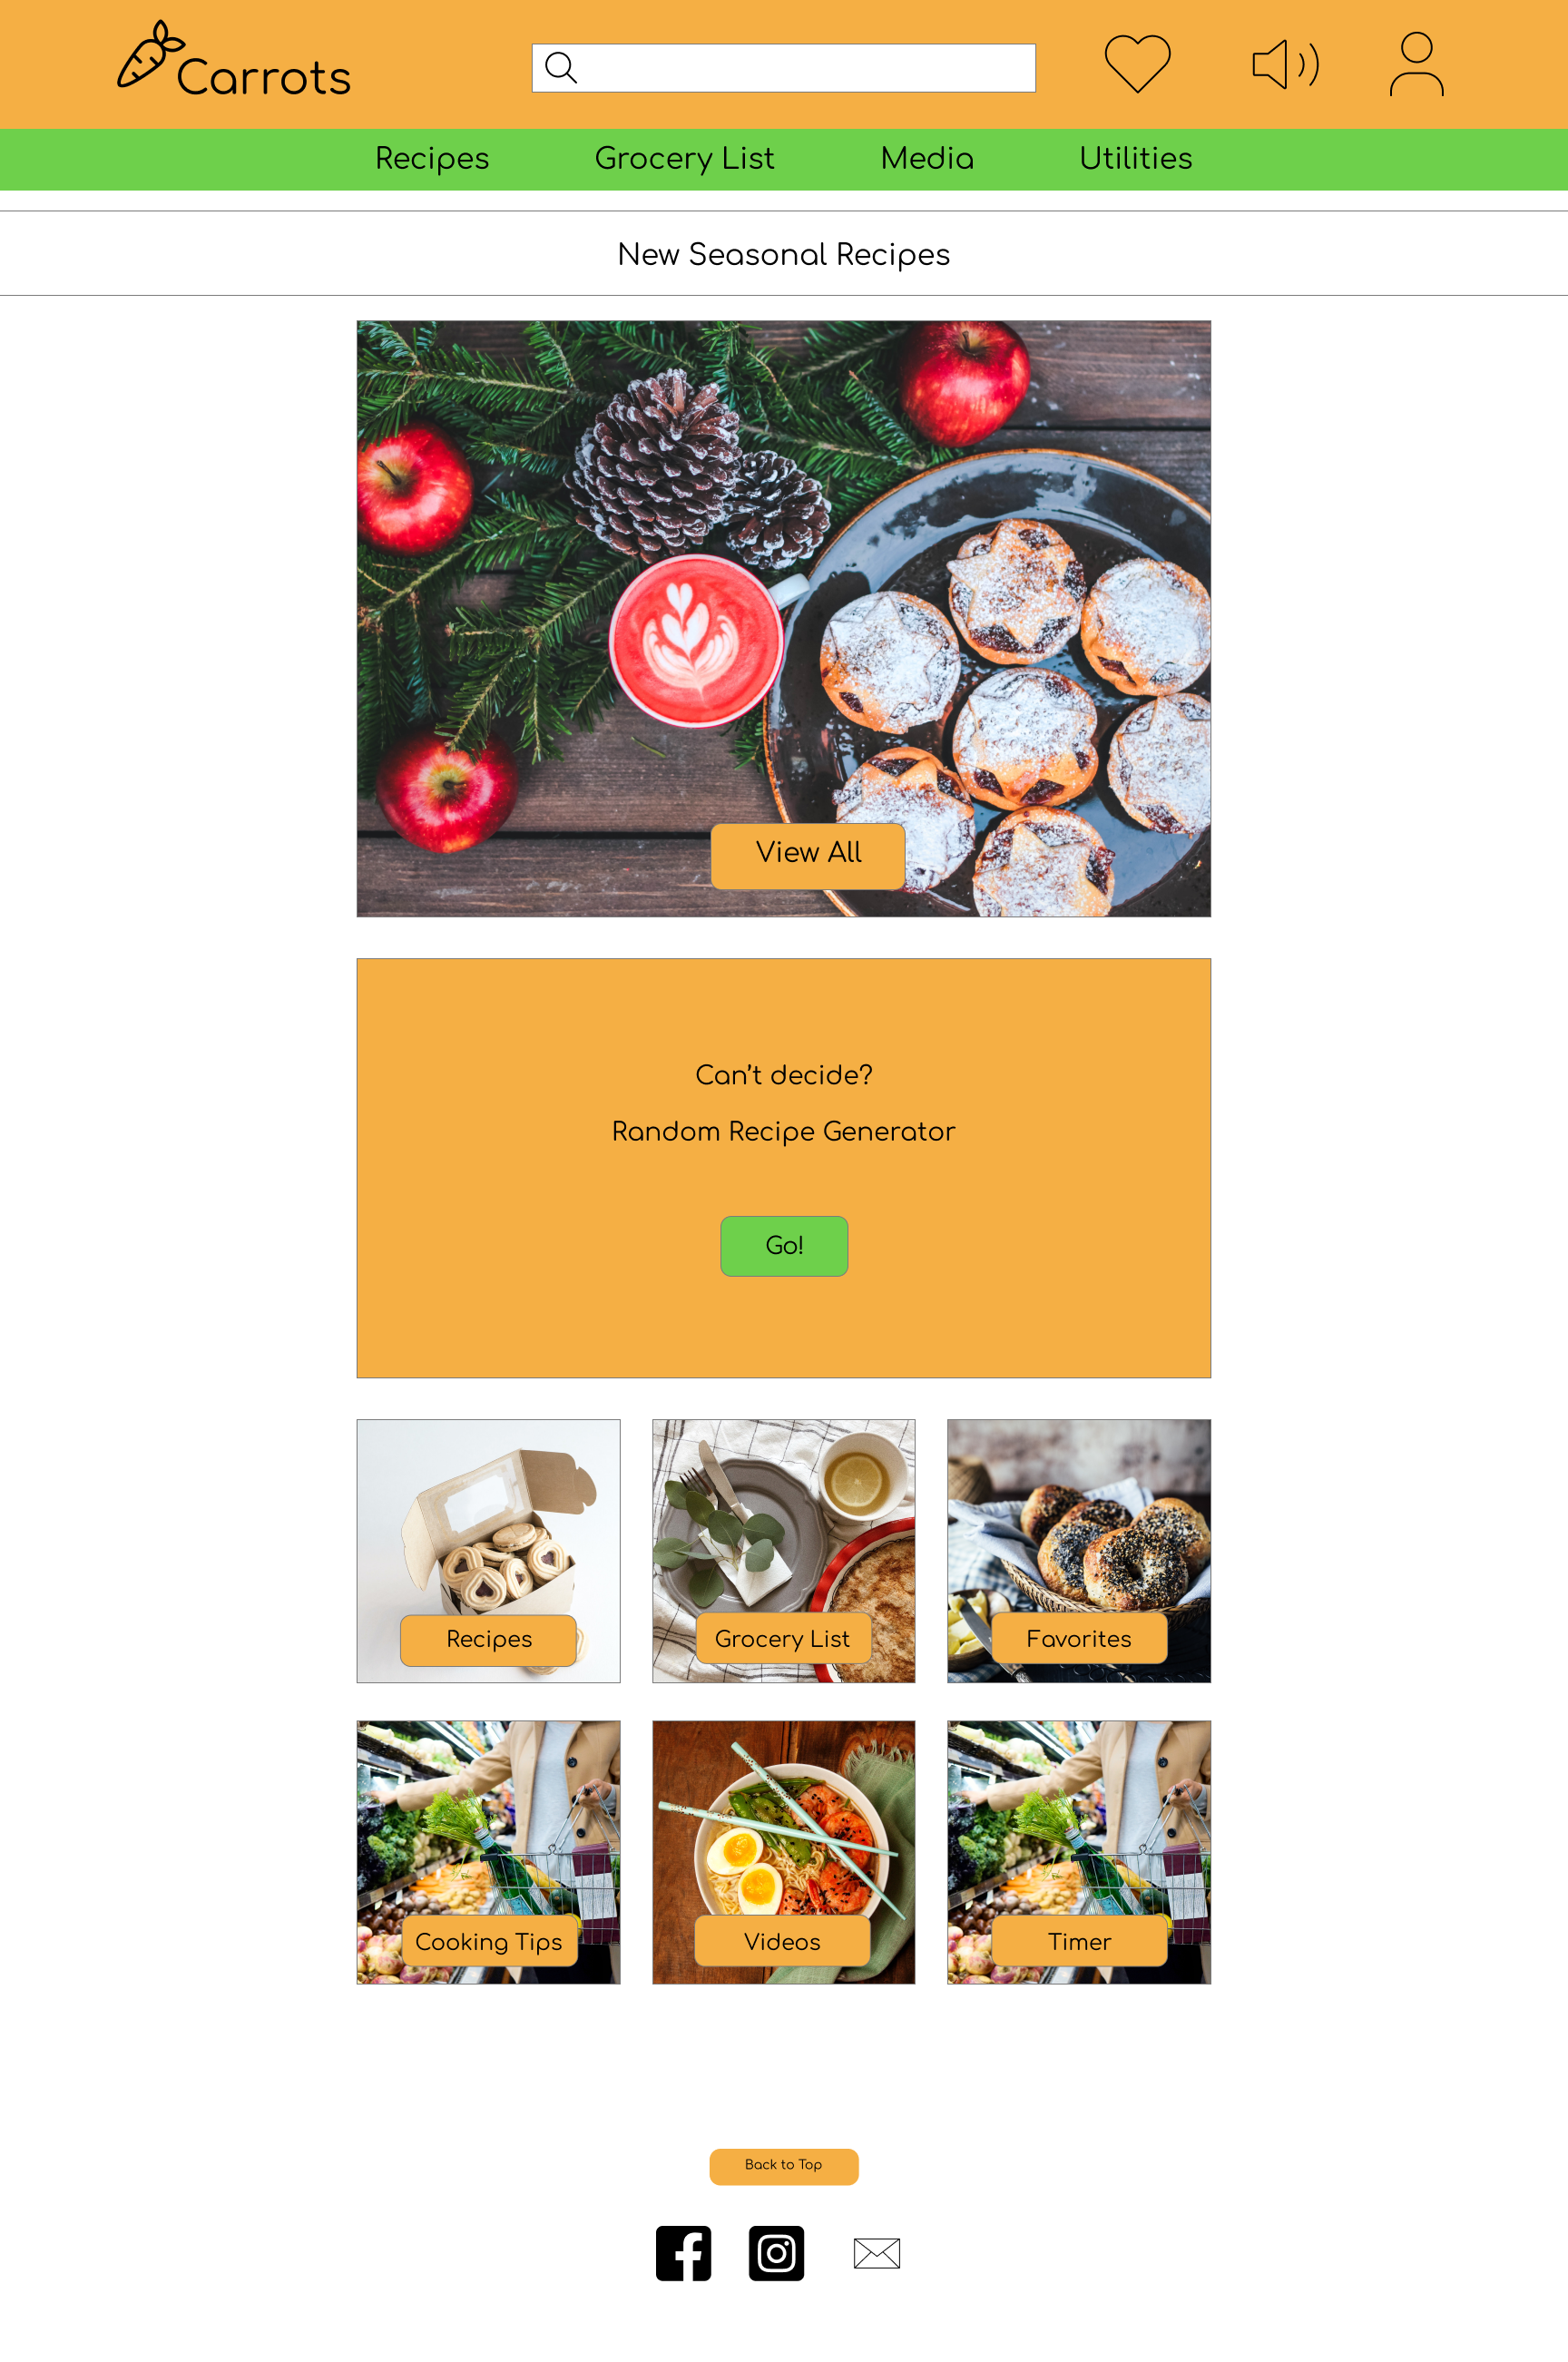 Carrots
Recipes Grocery List Media Utilities
New Seasonal Recipes
View All
Can't decide?
Random Recipe Generator
Go!
Recipes Grocery List Favorites
Cooking Tips Videos Timer
Back to Top